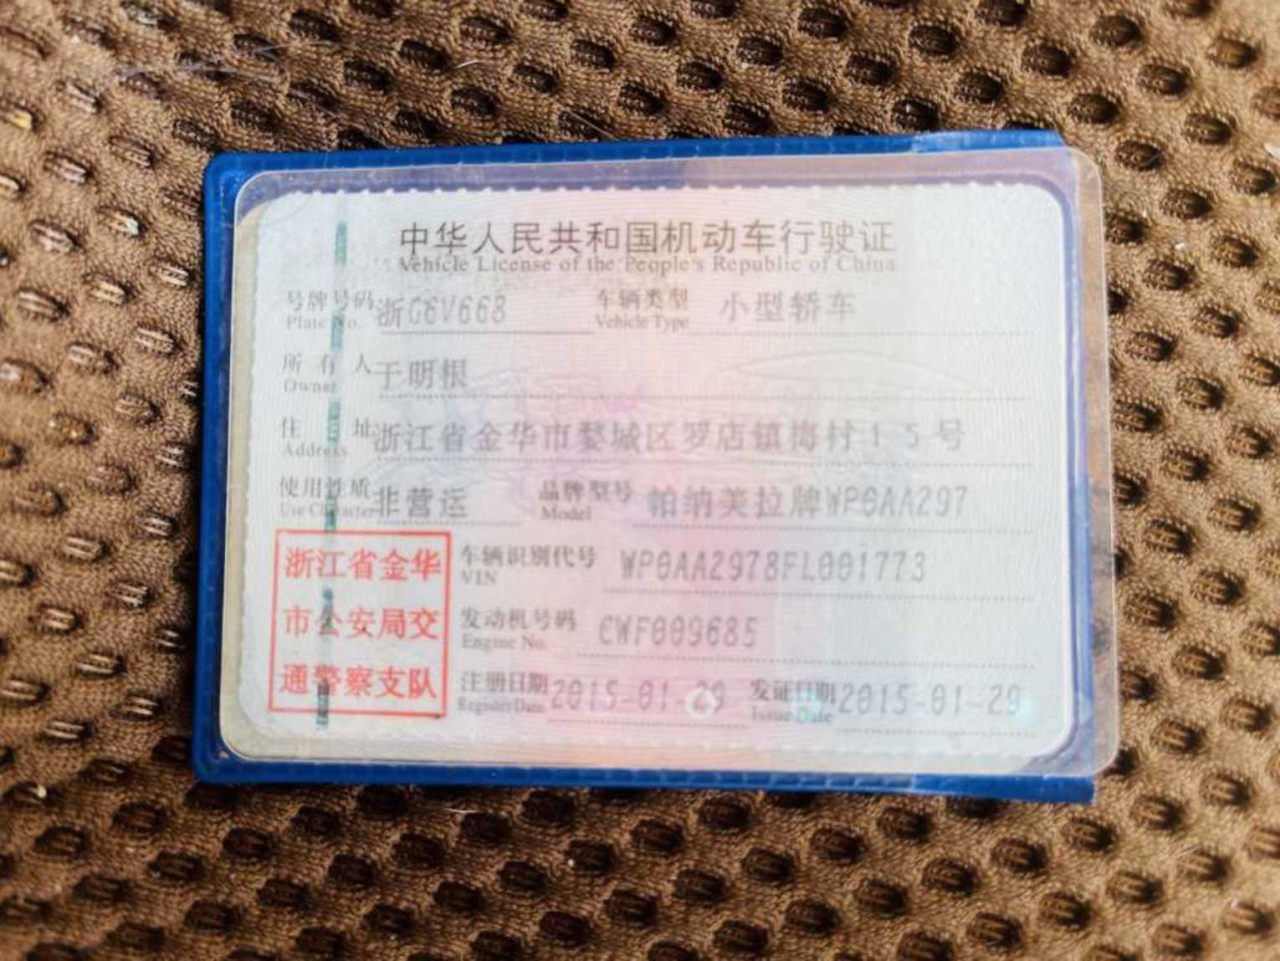 中华人民共和国机动车行驶证
Vehicle License of the People's Republic of China
号牌号码 浙G6V668 车辆类型 小型轿车
Plate No. Vehicle Type
所有人 于明根
Owner
住址 浙江省金华市婺城区罗店镇梅村15号
Address
使用性质 非营运 品牌型号 帕纳美拉牌WP0AA297
Use Character Model
浙江省金华
市公安局交
通警察支队
车辆识别代号 WP0AA2978FL001773
VIN
发动机号码 CWF009685
Engine No.
注册日期 2015-01-29 发证日期 2015-01-29
Register Date Issue Date